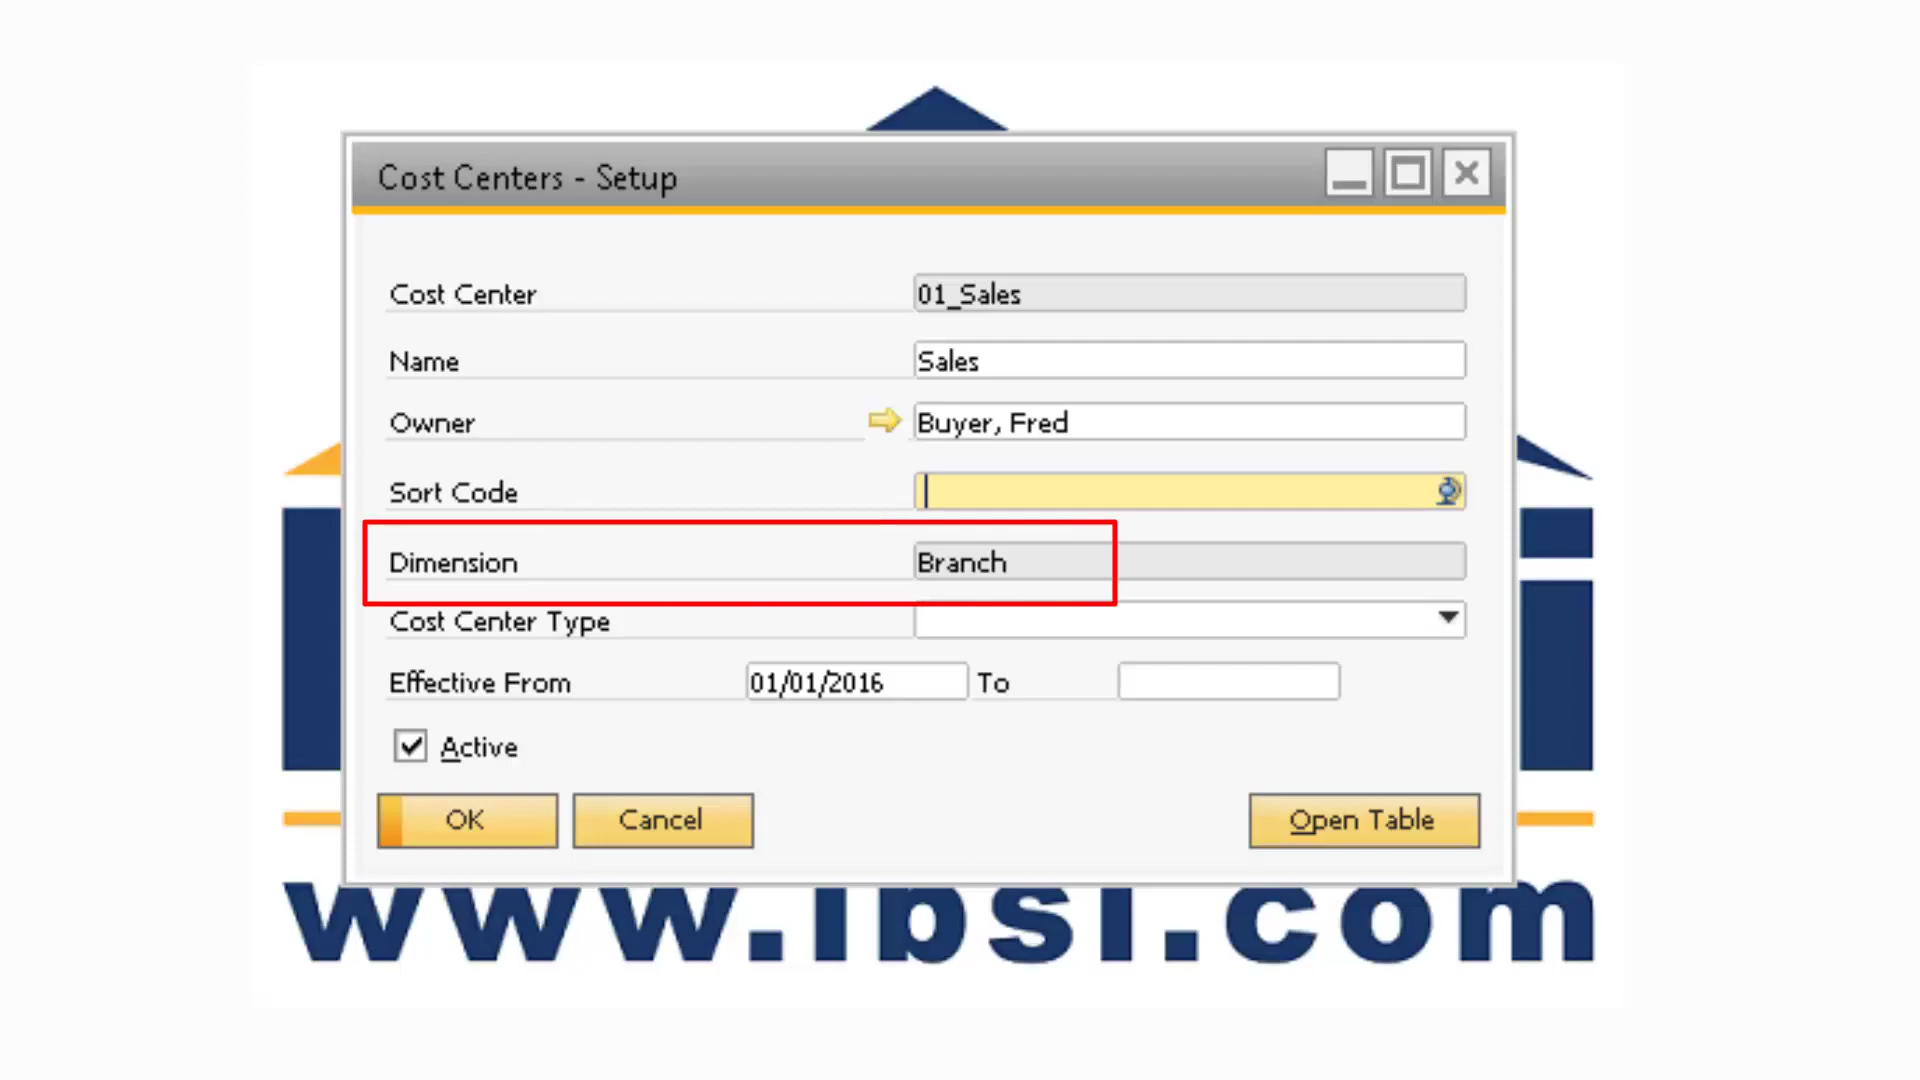 Cost Centers - Setup
Cost Center 01_Sales
Name Sales
Owner Buyer, Fred
Sort Code
Dimension Branch
Cost Center Type
Effective From 01/01/2016 To
Active
OK Cancel Open Table
www.ibsi.com